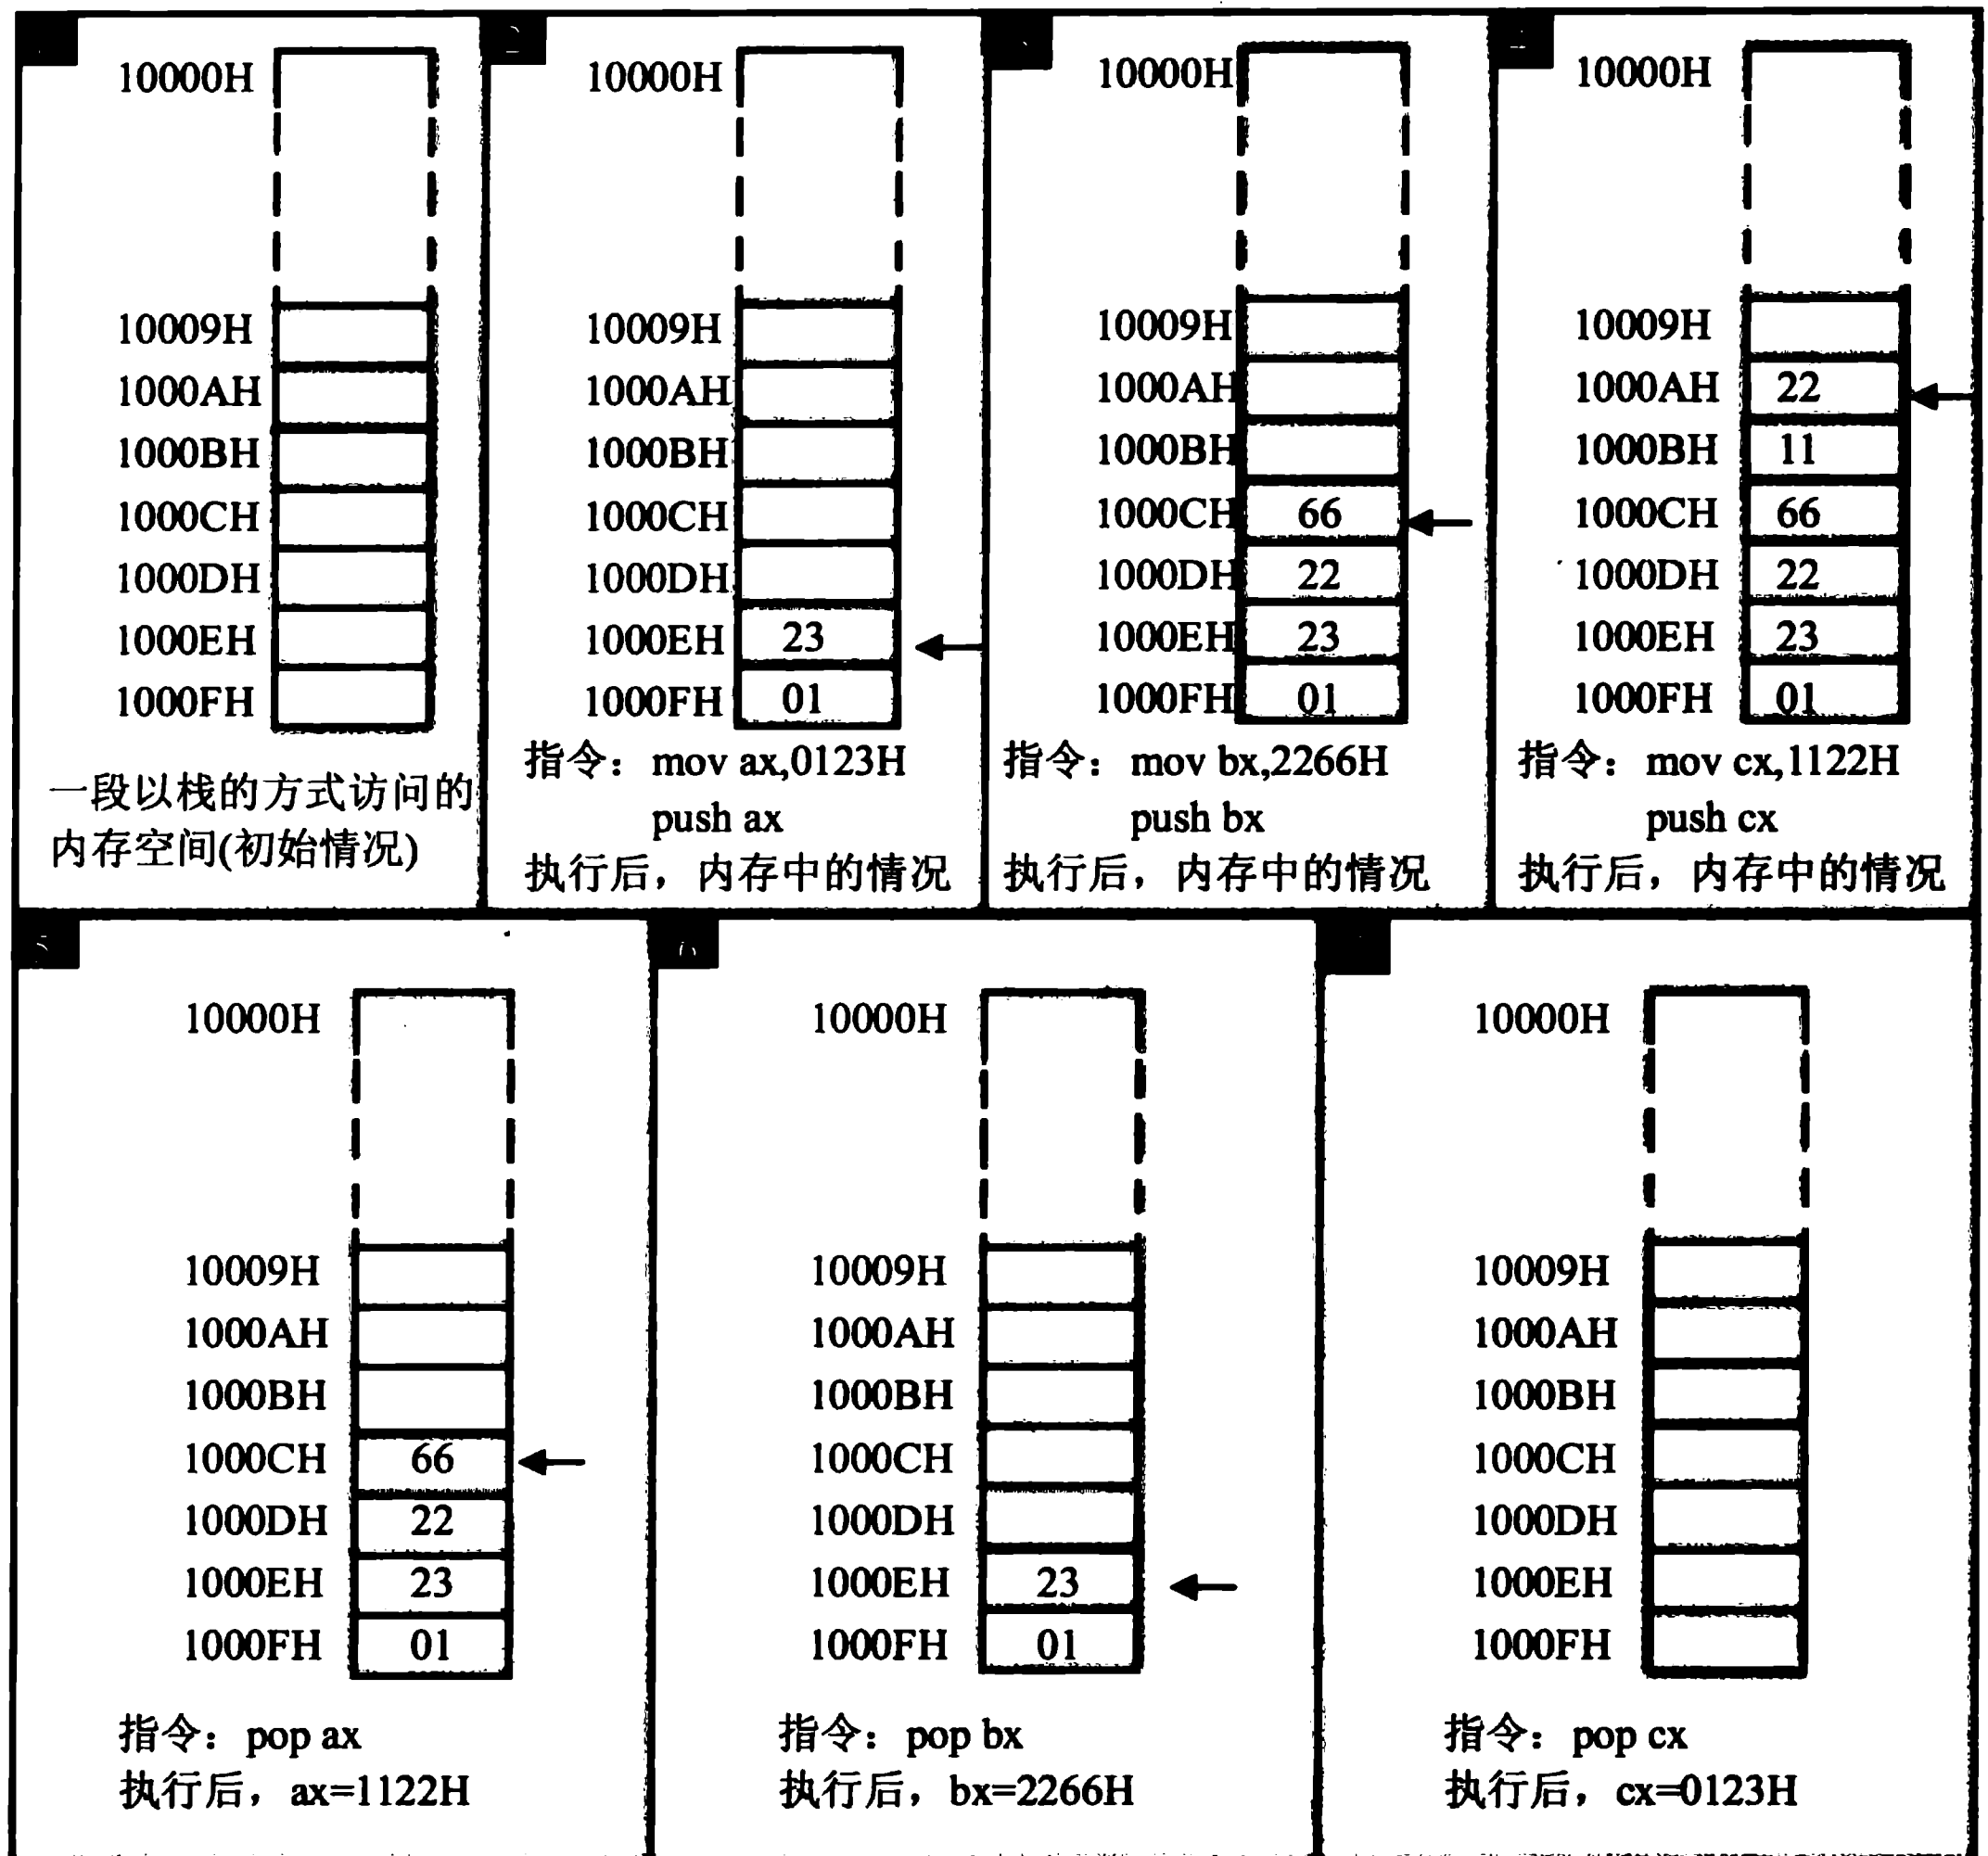 10000H
10009H
1000AH
1000BH
1000CH
1000DH
1000EH
1000FH
一段以栈的方式访问的
内存空间(初始情况)
10000H
10009H
1000AH
1000BH
1000CH
1000DH
1000EH 23
1000FH 01
指令：mov ax,0123H
push ax
执行后，内存中的情况
10000H
10009H
1000AH
1000BH
1000CH 66
1000DH 22
1000EH 23
1000FH 01
指令：mov bx,2266H
push bx
执行后，内存中的情况
10000H
10009H
1000AH 22
1000BH 11
1000CH 66
1000DH 22
1000EH 23
1000FH 01
指令：mov cx,1122H
push cx
执行后，内存中的情况
10000H
10009H
1000AH
1000BH
1000CH 66
1000DH 22
1000EH 23
1000FH 01
指令：pop ax
执行后，ax=1122H
10000H
10009H
1000AH
1000BH
1000CH
1000DH
1000EH 23
1000FH 01
指令：pop bx
执行后，bx=2266H
10000H
10009H
1000AH
1000BH
1000CH
1000DH
1000EH
1000FH
指令：pop cx
执行后，cx=0123H